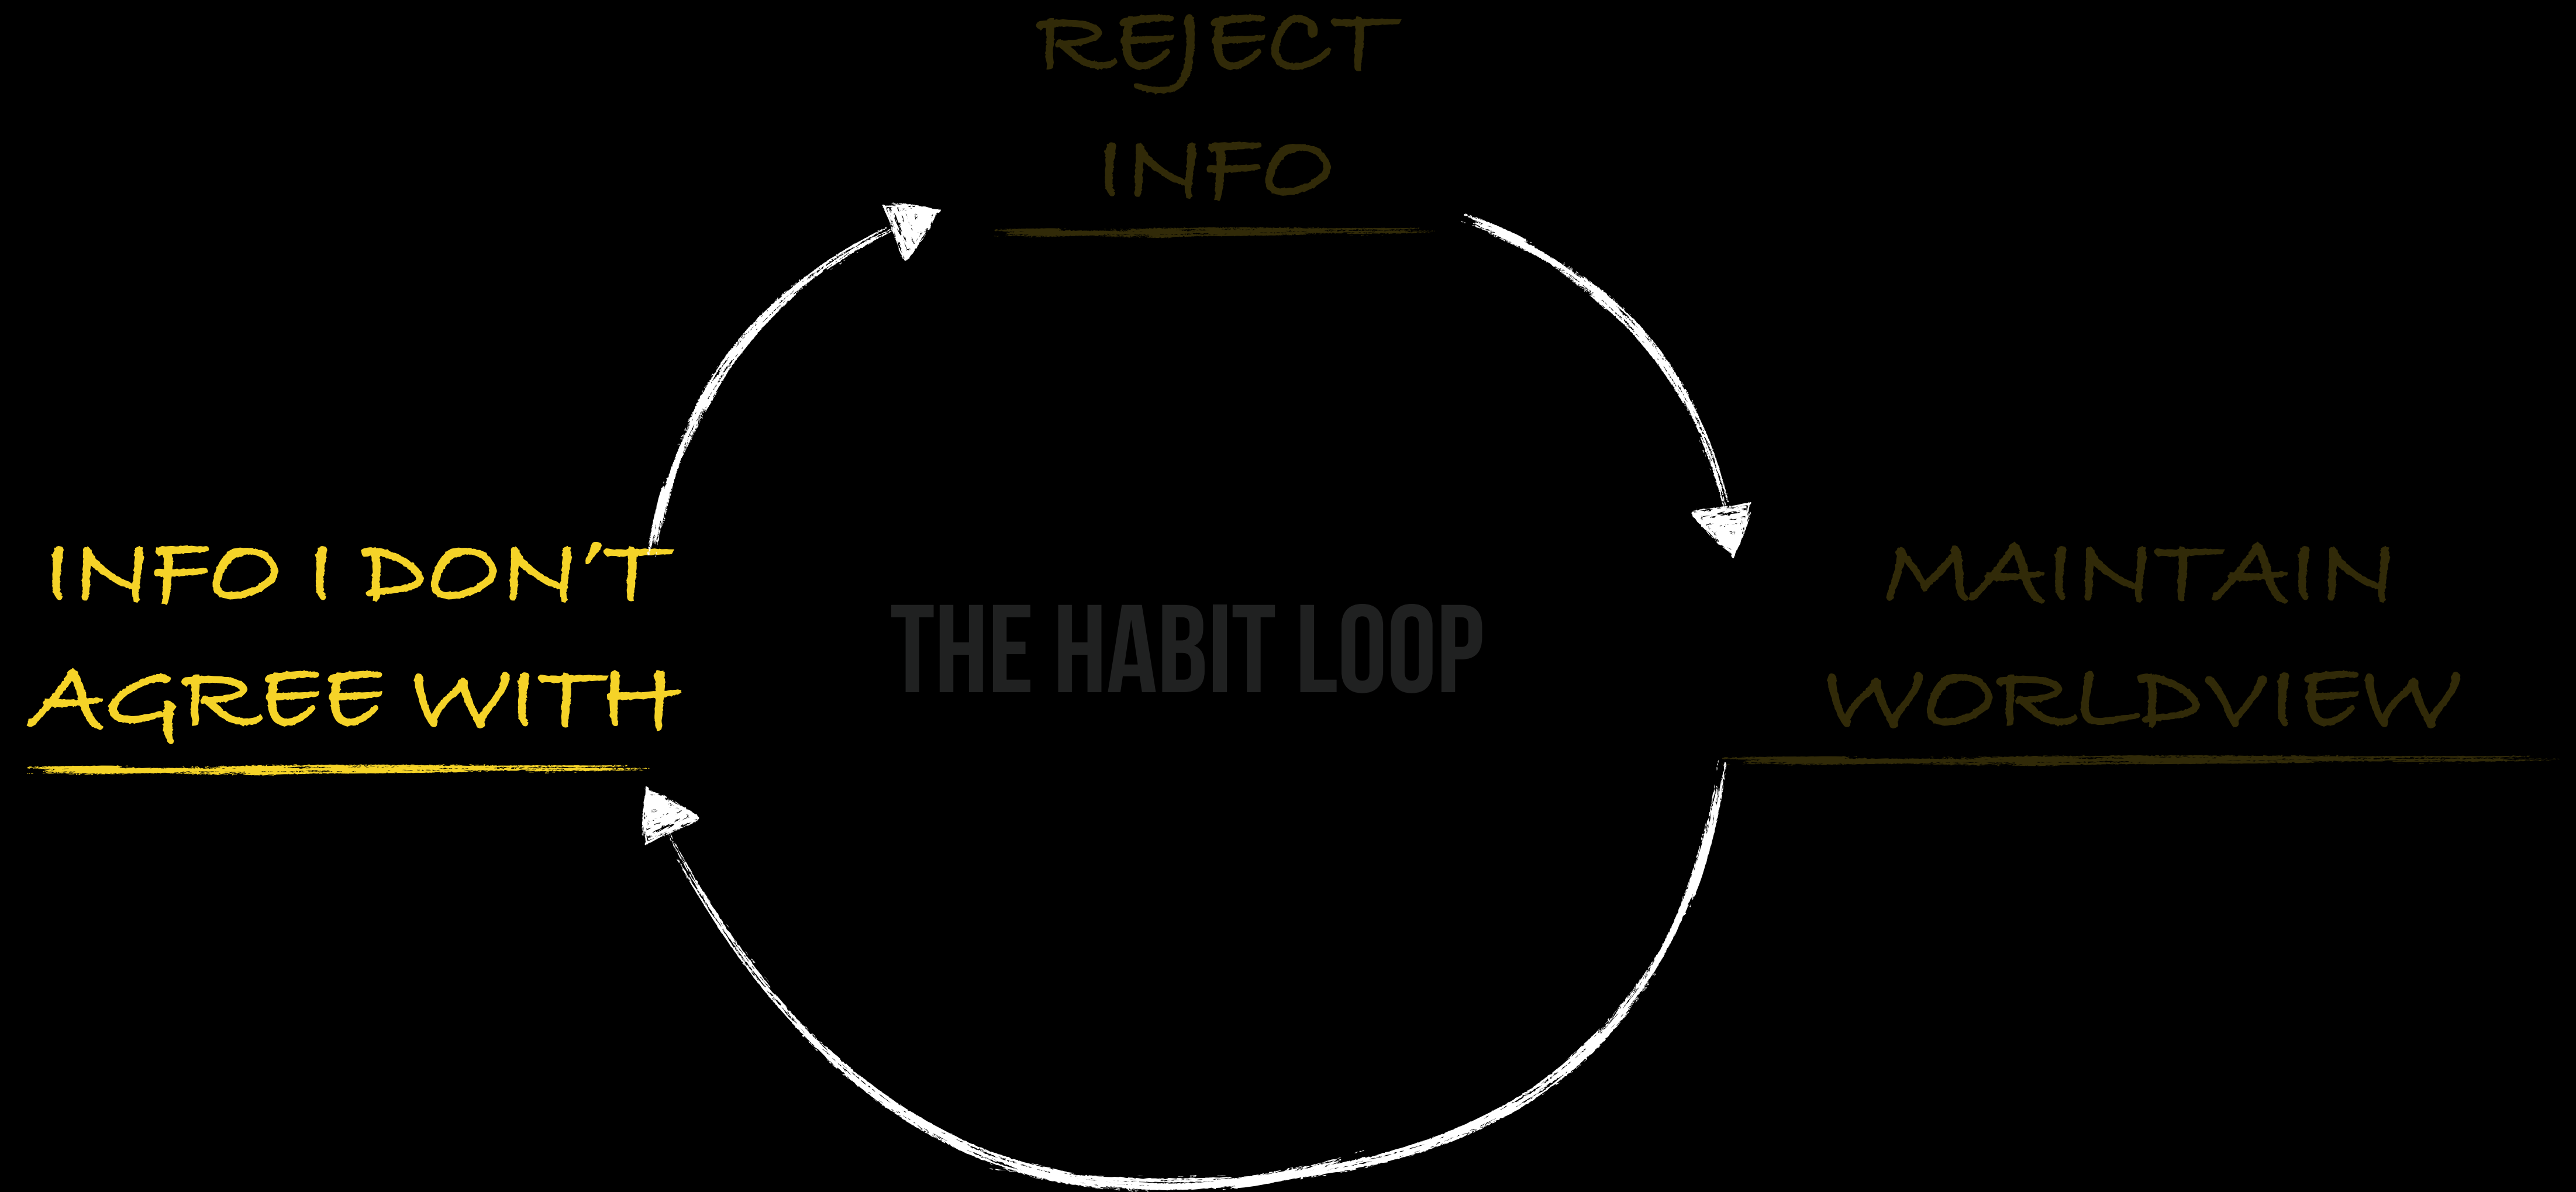 REJECT
INFO
INFO I DON’T
AGREE WITH
THE HABIT LOOP
MAINTAIN
WORLDVIEW